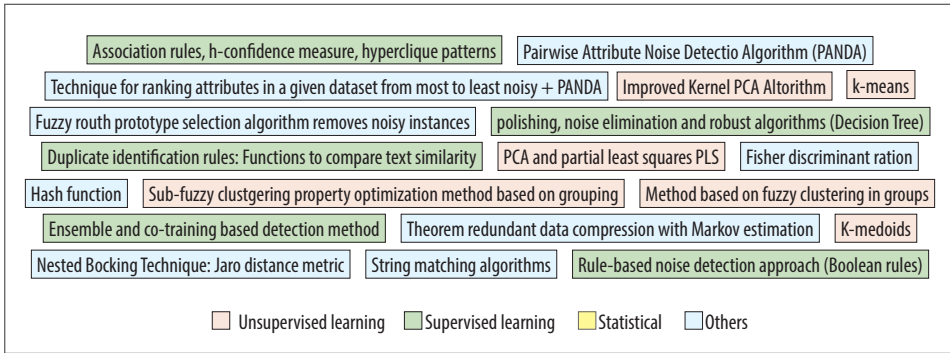 Association rules, h-confidence measure, hyperclique patterns Pairwise Attribute Noise Detectio Algorithm (PANDA)
Technique for ranking attributes in a given dataset from most to least noisy + PANDA Improved Kernel PCA Altorithm k-means
Fuzzy routh prototype selection algorithm removes noisy instances polishing, noise elimination and robust algorithms (Decision Tree)
Duplicate identification rules: Functions to compare text similarity PCA and partial least squares PLS Fisher discriminant ration
Hash function Sub-fuzzy clustgering property optimization method based on grouping Method based on fuzzy clustering in groups
Ensemble and co-training based detection method Theorem redundant data compression with Markov estimation K-medoids
Nested Bocking Technique: Jaro distance metric String matching algorithms Rule-based noise detection approach (Boolean rules)
Unsupervised learning Supervised learning Statistical Others